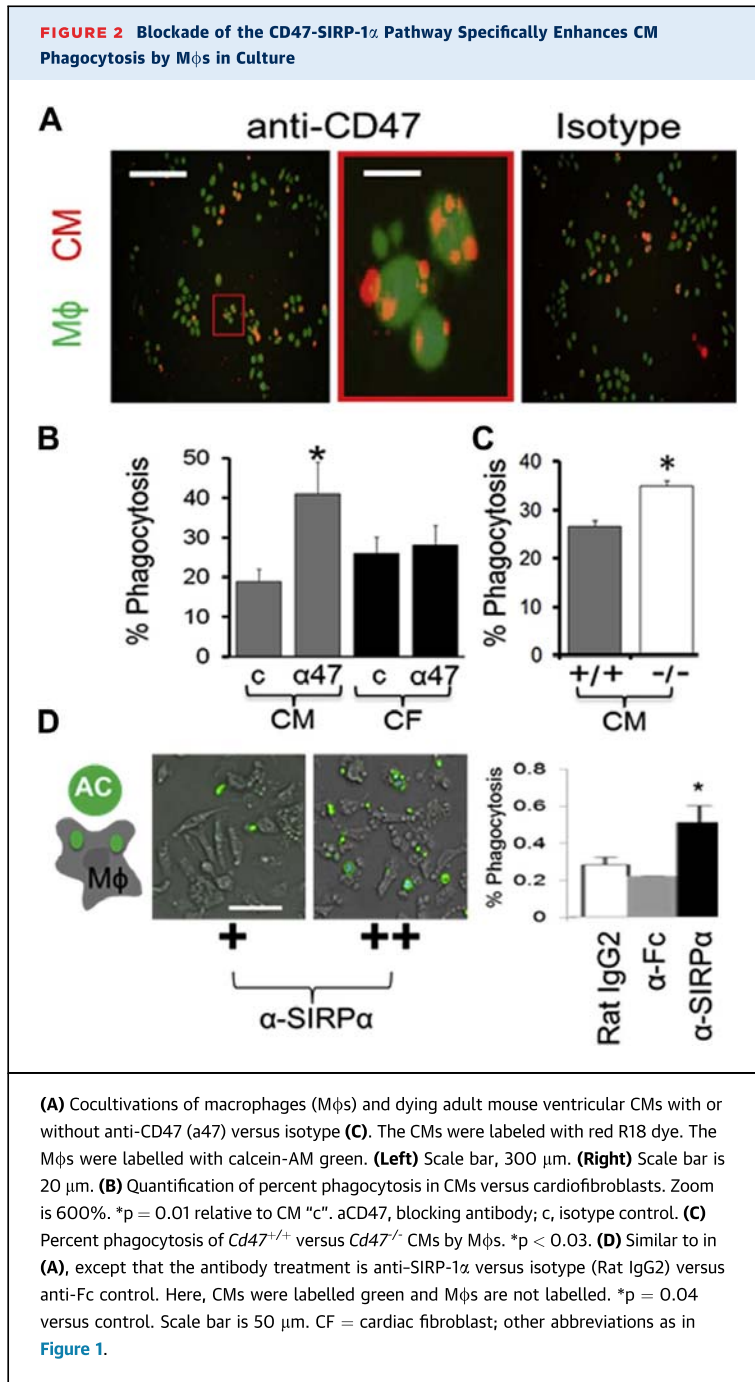 FIGURE 2 Blockade of the CD47-SIRP-1α Pathway Specifically Enhances CM
Phagocytosis by Mϕs in Culture
A
anti-CD47
Isotype
Mϕ CM
B
% Phagocytosis
50
40
30
20
10
0
c α47 c α47
CM CF
C
% Phagocytosis
40
30
20
10
0
+/+ -/-
CM
*
*
D
AC
Mϕ
+ ++
α-SIRPα
% Phagocytosis
0.8
0.6
0.4
0.2
0
*
Rat IgG2
α-Fc
α-SIRPα
(A) Cocultivations of macrophages (Mϕs) and dying adult mouse ventricular CMs with or
without anti-CD47 (a47) versus isotype (C). The CMs were labeled with red R18 dye. The
Mϕs were labelled with calcein-AM green. (Left) Scale bar, 300 μm. (Right) Scale bar is
20 μm. (B) Quantification of percent phagocytosis in CMs versus cardiofibroblasts. Zoom
is 600%. *p = 0.01 relative to CM “c”. aCD47, blocking antibody; c, isotype control. (C)
Percent phagocytosis of Cd47+/+ versus Cd47-/- CMs by Mϕs. *p < 0.03. (D) Similar to in
(A), except that the antibody treatment is anti–SIRP-1α versus isotype (Rat IgG2) versus
anti-Fc control. Here, CMs were labelled green and Mϕs are not labelled. *p = 0.04
versus control. Scale bar is 50 μm. CF = cardiac fibroblast; other abbreviations as in
Figure 1.